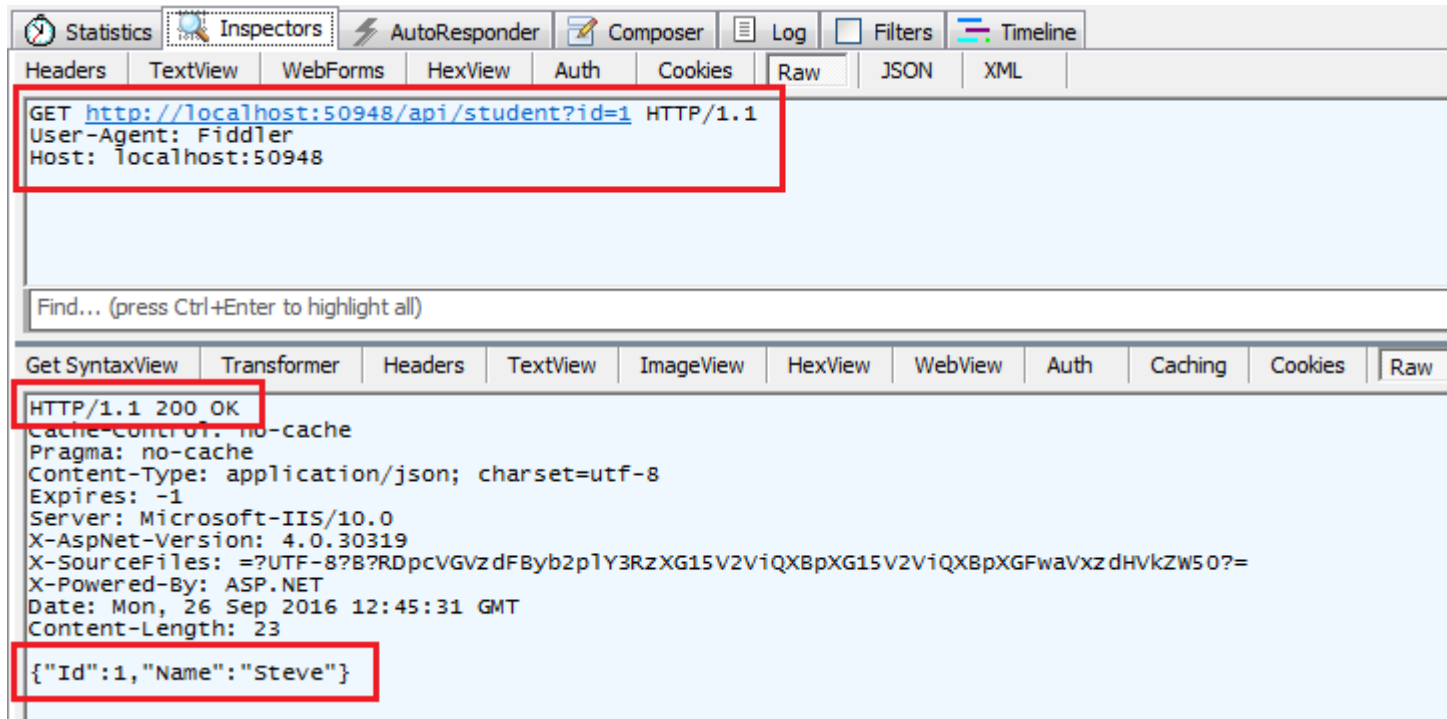 Statistics Inspectors AutoResponder Composer Log Filters Timeline
Headers TextView WebForms HexView Auth Cookies Raw JSON XML
GET http://localhost:50948/api/student?id=1 HTTP/1.1
User-Agent: Fiddler
Host: localhost:50948
Find... (press Ctrl+Enter to highlight all)
Get SyntaxView Transformer Headers TextView ImageView HexView WebView Auth Caching Cookies Raw
HTTP/1.1 200 OK
Cache-Control: no-cache
Pragma: no-cache
Content-Type: application/json; charset=utf-8
Expires: -1
Server: Microsoft-IIS/10.0
X-AspNet-Version: 4.0.30319
X-SourceFiles: =?UTF-8?B?RDpcVGVzdFByb2plY3RzXG15V2ViQXBpXG15V2ViQXBpXGFwaVxzdHVkZW50?=
X-Powered-By: ASP.NET
Date: Mon, 26 Sep 2016 12:45:31 GMT
Content-Length: 23
{"Id":1,"Name":"Steve"}